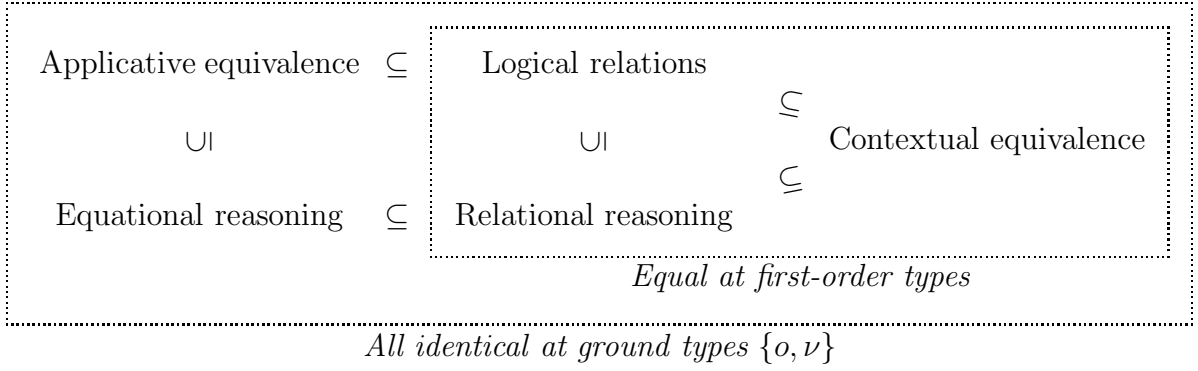 Applicative equivalence ⊆ Logical relations
⊆
∪| ∪| Contextual equivalence
⊆
Equational reasoning ⊆ Relational reasoning
Equal at first-order types
All identical at ground types {o, ν}